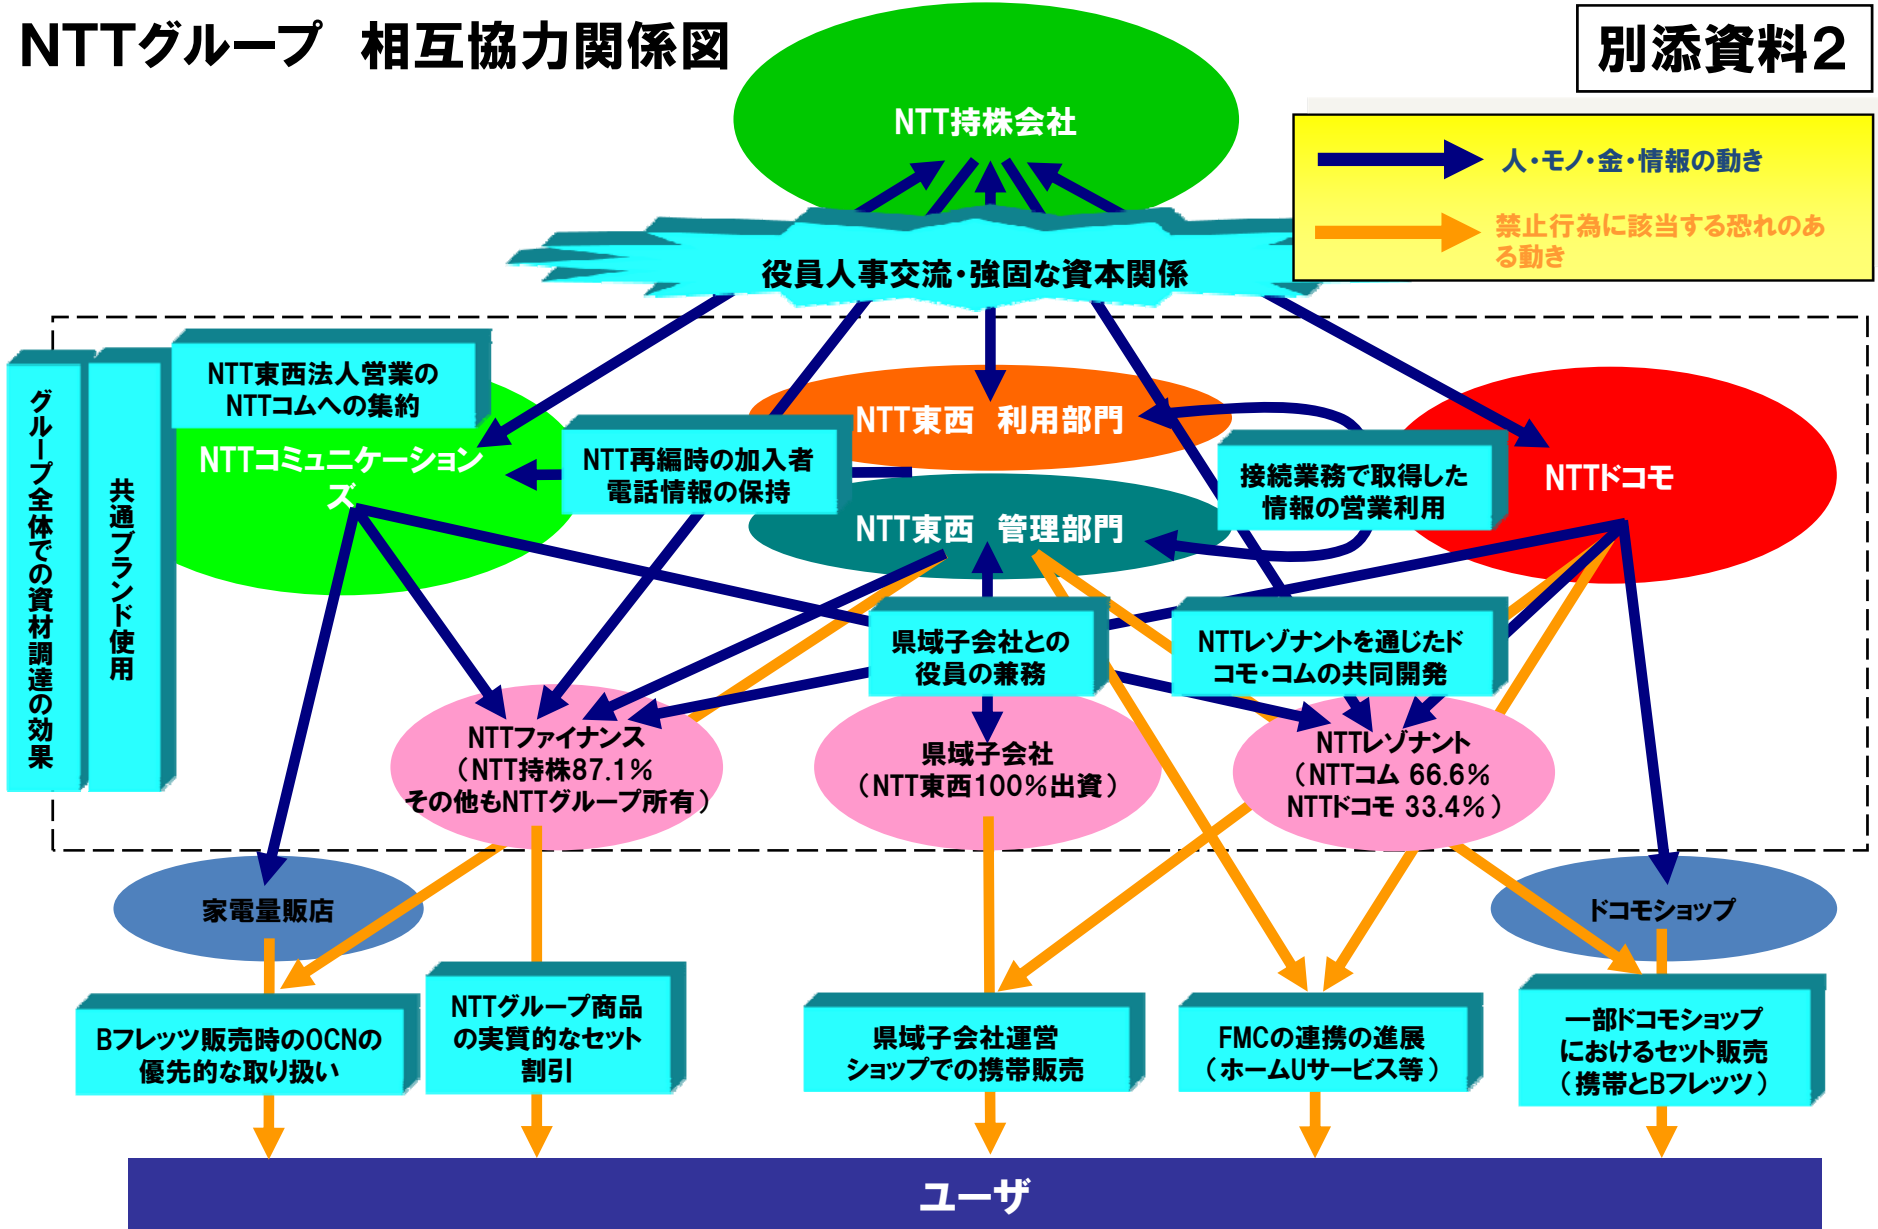 NTTグループ　相互協力関係図
別添資料2
NTT持株会社
人・モノ・金・情報の動き
禁止行為に該当する恐れのあ
る動き
役員人事交流・強固な資本関係
グループ全体での資材調達の効果
共通ブランド使用
NTT東西法人営業の
NTTコムへの集約
NTTコミュニケーション
ズ
NTT再編時の加入者
電話情報の保持
NTT東西　利用部門
NTT東西　管理部門
接続業務で取得した
情報の営業利用
NTTドコモ
県域子会社との
役員の兼務
NTTレゾナントを通じたド
コモ・コムの共同開発
NTTファイナンス
（NTT持株87.1%
その他もNTTグループ所有）
県域子会社
（NTT東西100%出資）
NTTレゾナント
（NTTコム 66.6%
NTTドコモ 33.4%）
家電量販店
ドコモショップ
Bフレッツ販売時のOCNの
優先的な取り扱い
NTTグループ商品
の実質的なセット
割引
県域子会社運営
ショップでの携帯販売
FMCの連携の進展
（ホームUサービス等）
一部ドコモショップ
におけるセット販売
（携帯とBフレッツ）
ユーザ